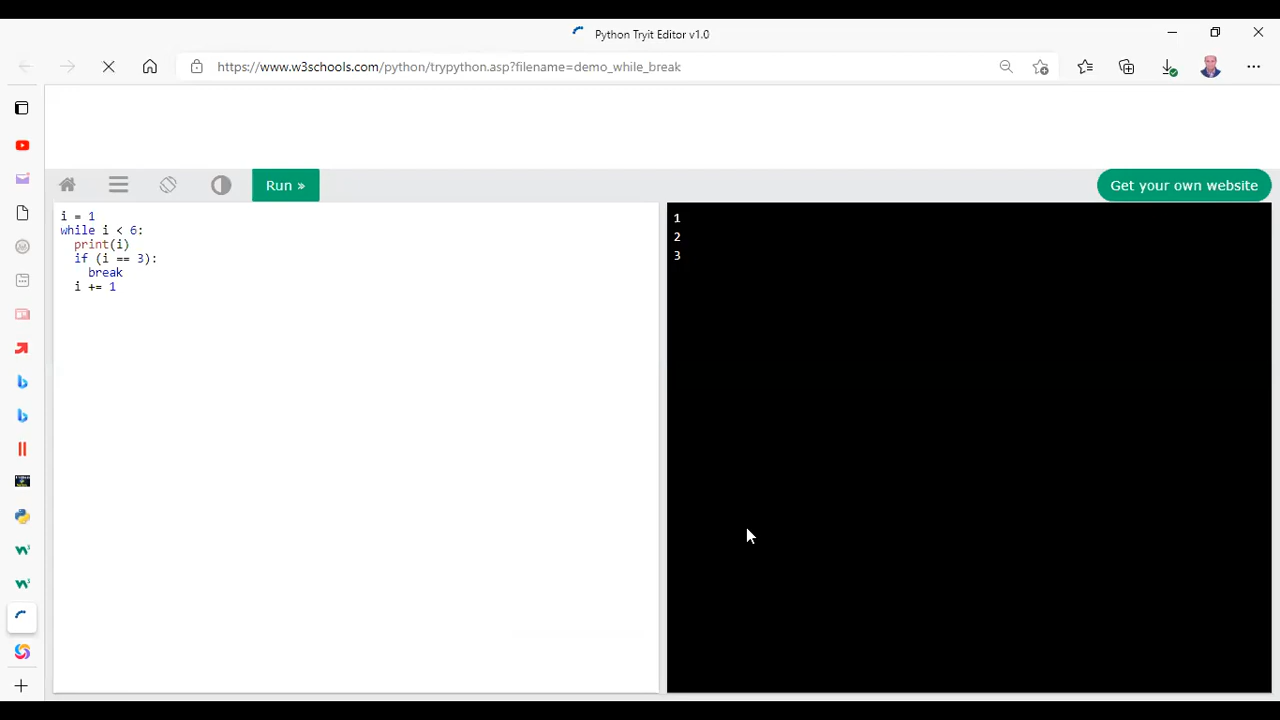 Python Tryit Editor v1.0
https://www.w3schools.com/python/trypython.asp?filename=demo_while_break
Run »
Get your own website
i = 1
while i < 6:
  print(i)
  if (i == 3):
    break
  i += 1
1
2
3